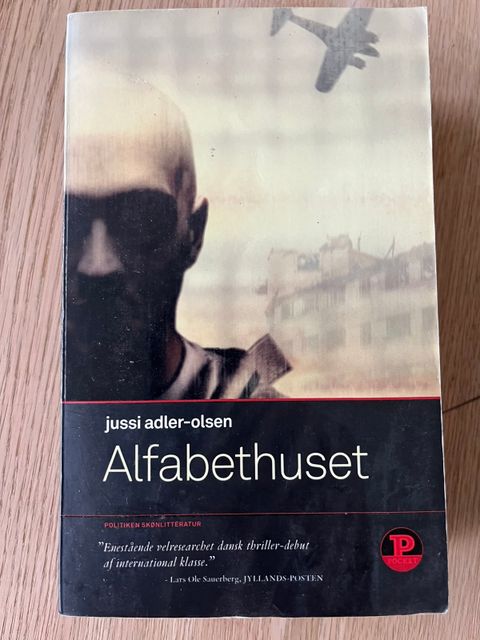 jussi adler-olsen
Alfabethuset
POLITIKEN SKØNLITTERATUR
”Enestående velresearchet dansk thriller-debut
af international klasse.”
- Lars Ole Sauerberg, JYLLANDS-POSTEN
P
POCKET